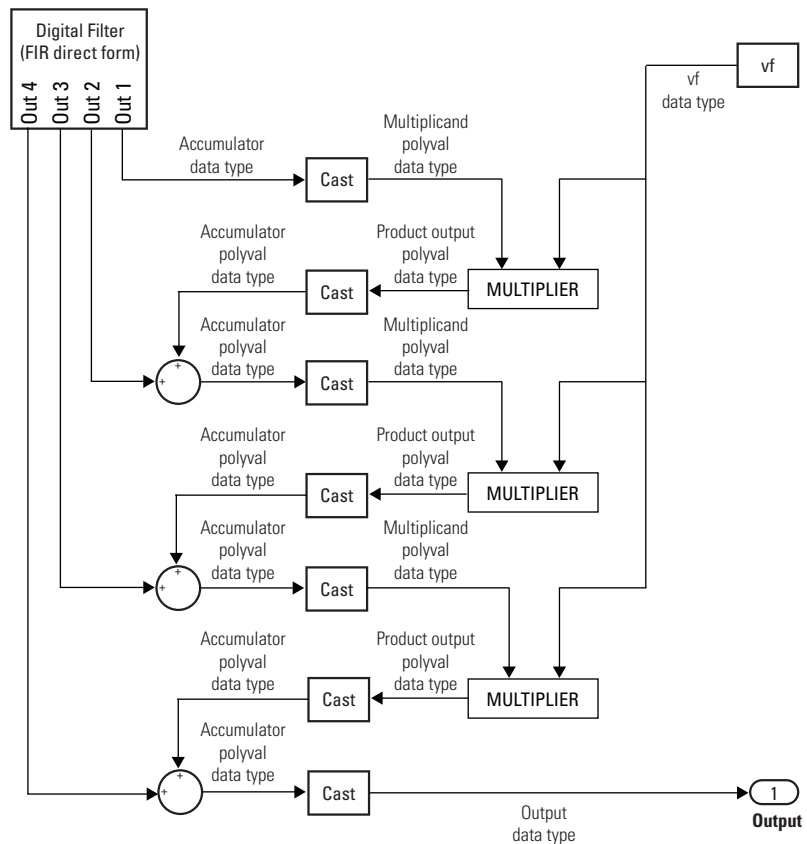 Digital Filter
(FIR direct form)
Out 4
Out 3
Out 2
Out 1
vf
vf
data type
Accumulator
data type
Cast
Multiplicand
polyval
data type
Accumulator
polyval
data type
Cast
Product output
polyval
data type
MULTIPLIER
+
+
Accumulator
polyval
data type
Cast
Multiplicand
polyval
data type
Accumulator
polyval
data type
Cast
Product output
polyval
data type
MULTIPLIER
+
+
Accumulator
polyval
data type
Cast
Multiplicand
polyval
data type
Accumulator
polyval
data type
Cast
Product output
polyval
data type
MULTIPLIER
+
+
Accumulator
polyval
data type
Cast
Output
data type
1
Output